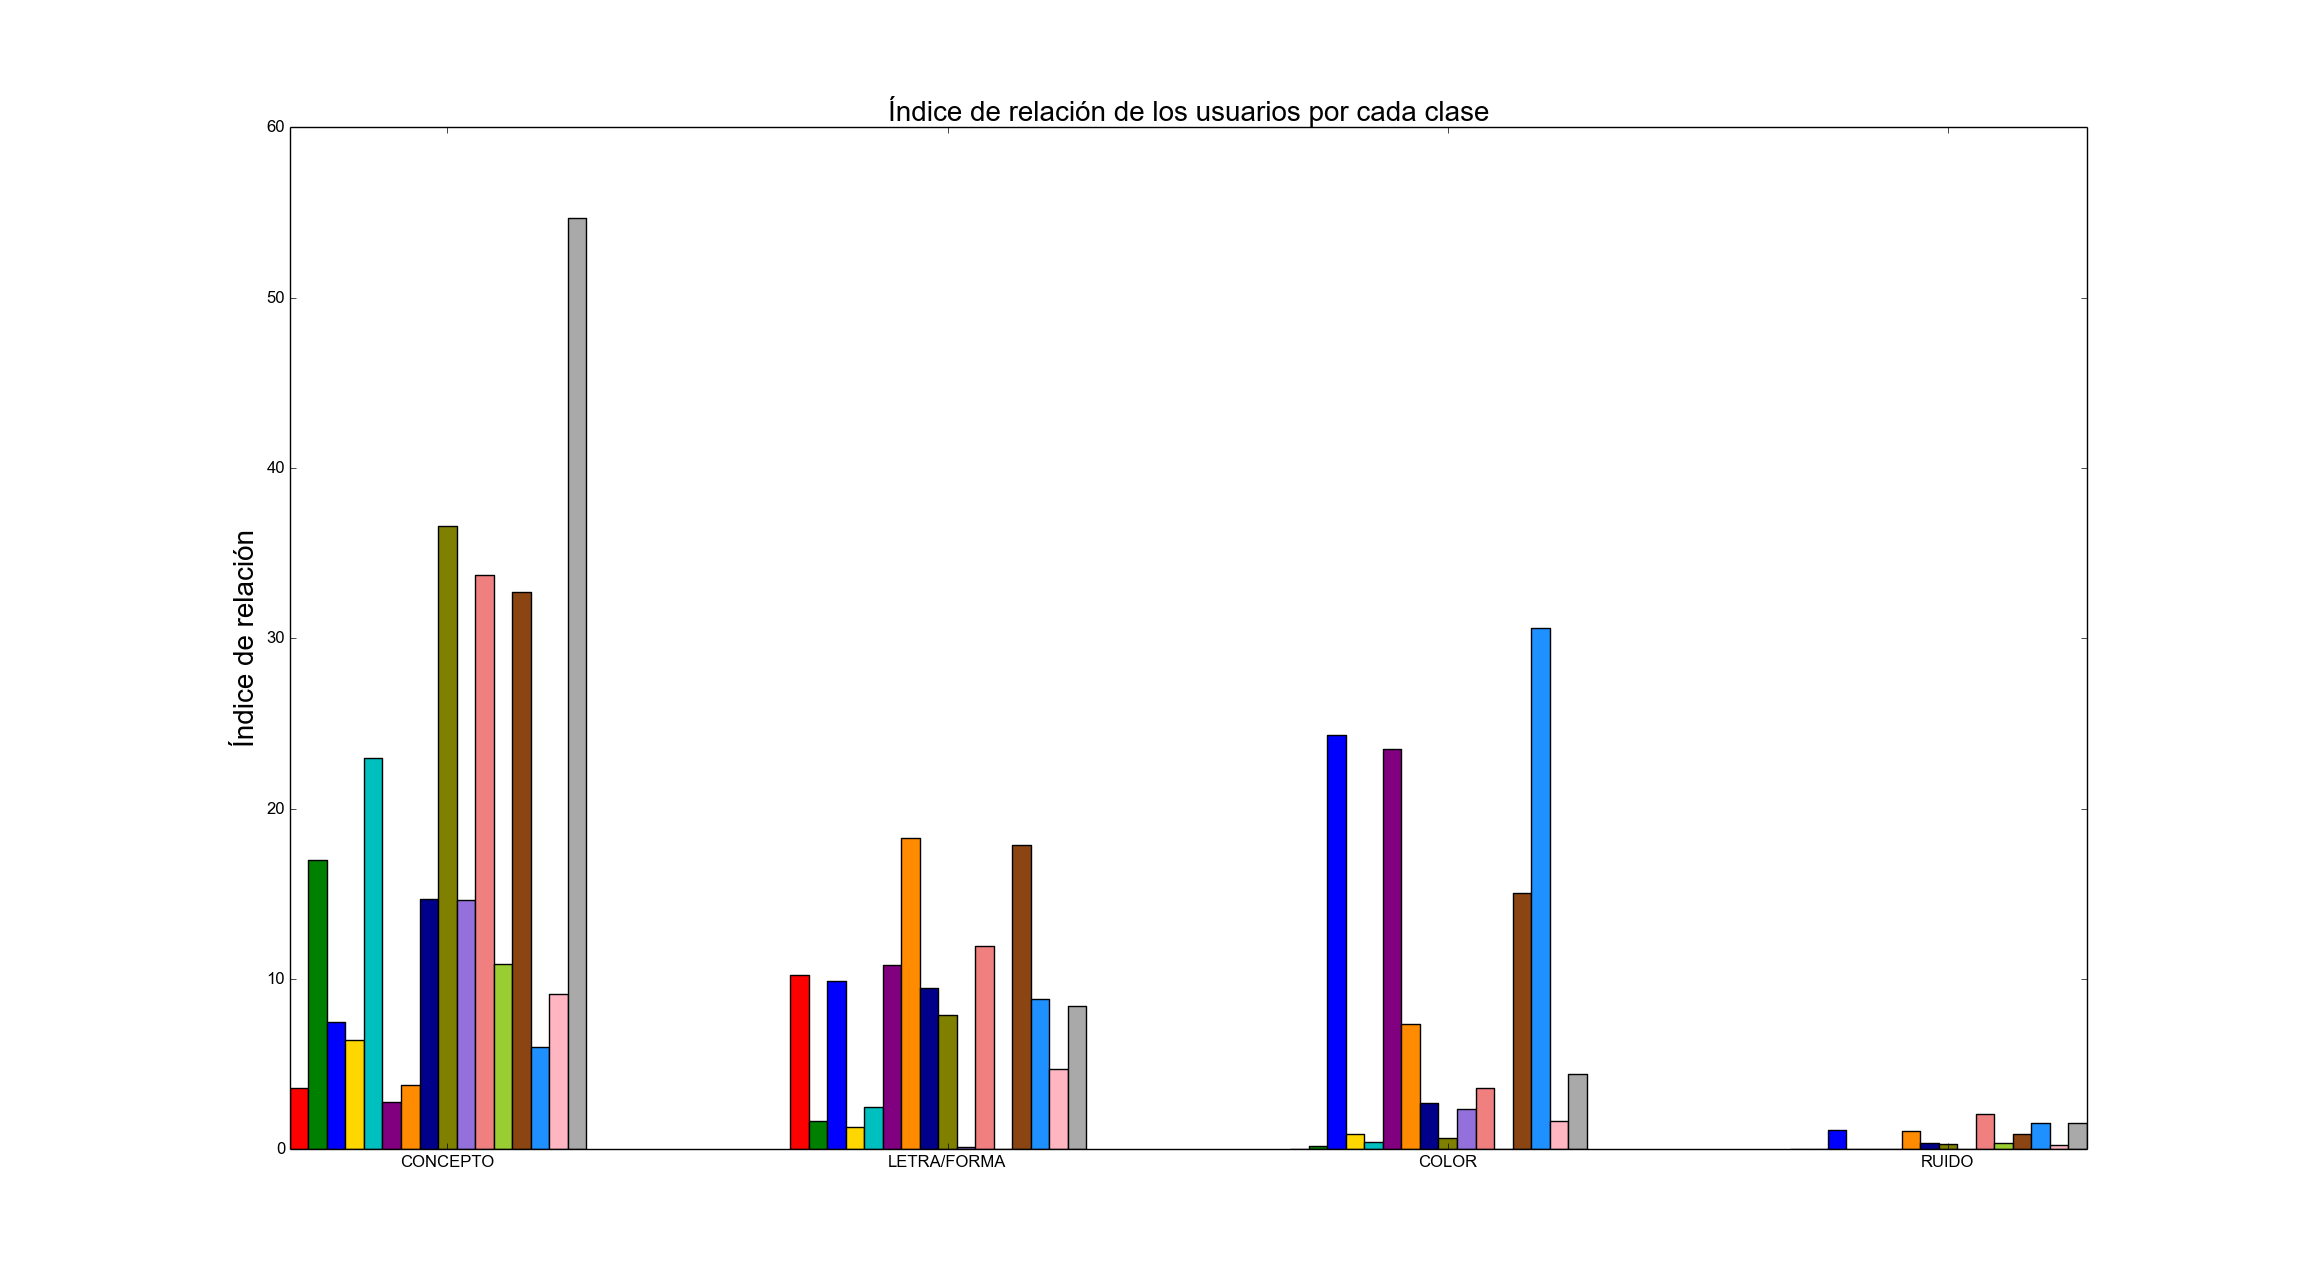 Índice de relación de los usuarios por cada clase
60
50
40
30
20
10
0
Índice de relación
CONCEPTO
LETRA/FORMA
COLOR
RUIDO